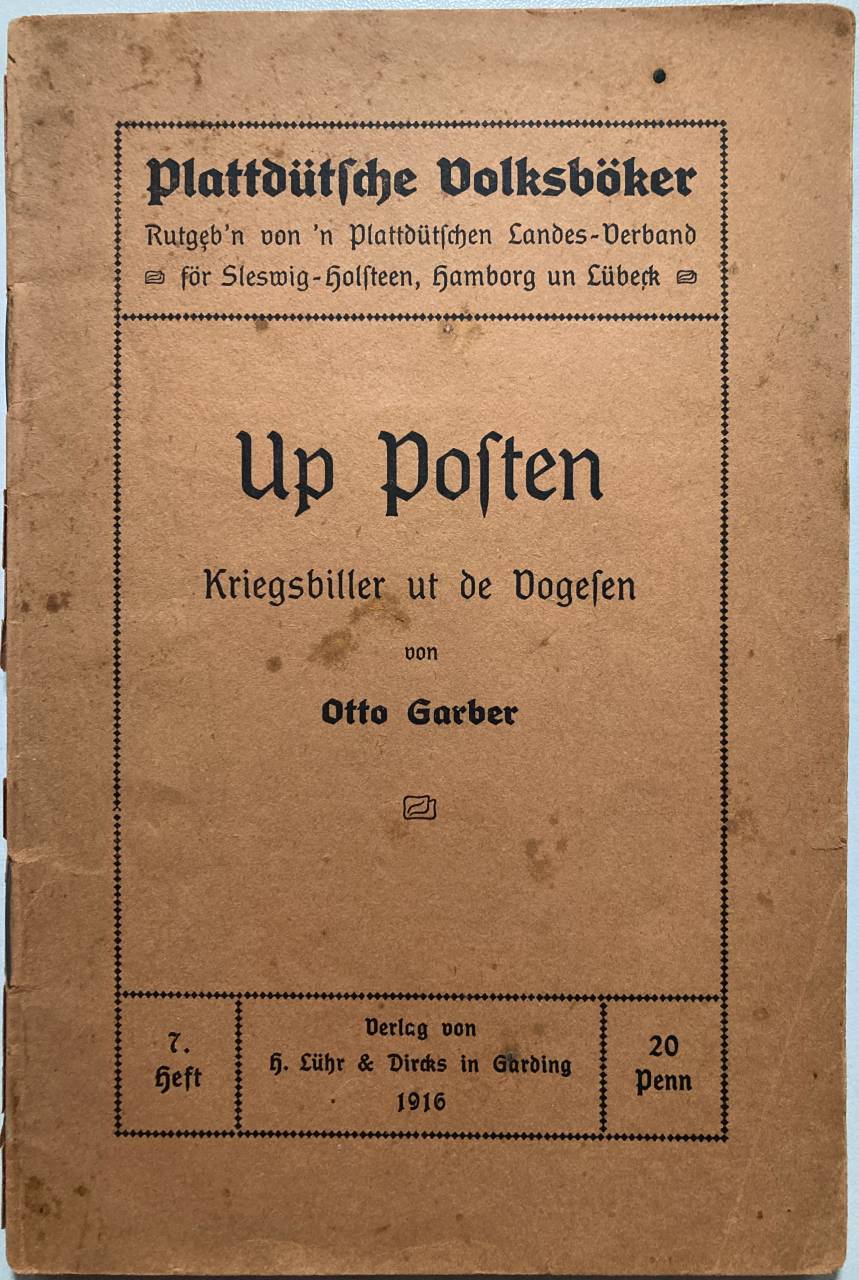 Plattdütſche Volksböker
Rutgęb'n von 'n Plattdütſchen Landes-Verband
för Sleswig-Holſteen, Hamborg un Lübeck
Up Poſten
Kriegsbiller ut de Vogeſen
von
Otto Garber
7.
Heft
Verlag von
H. Lühr & Dircks in Garding
1916
20
Penn